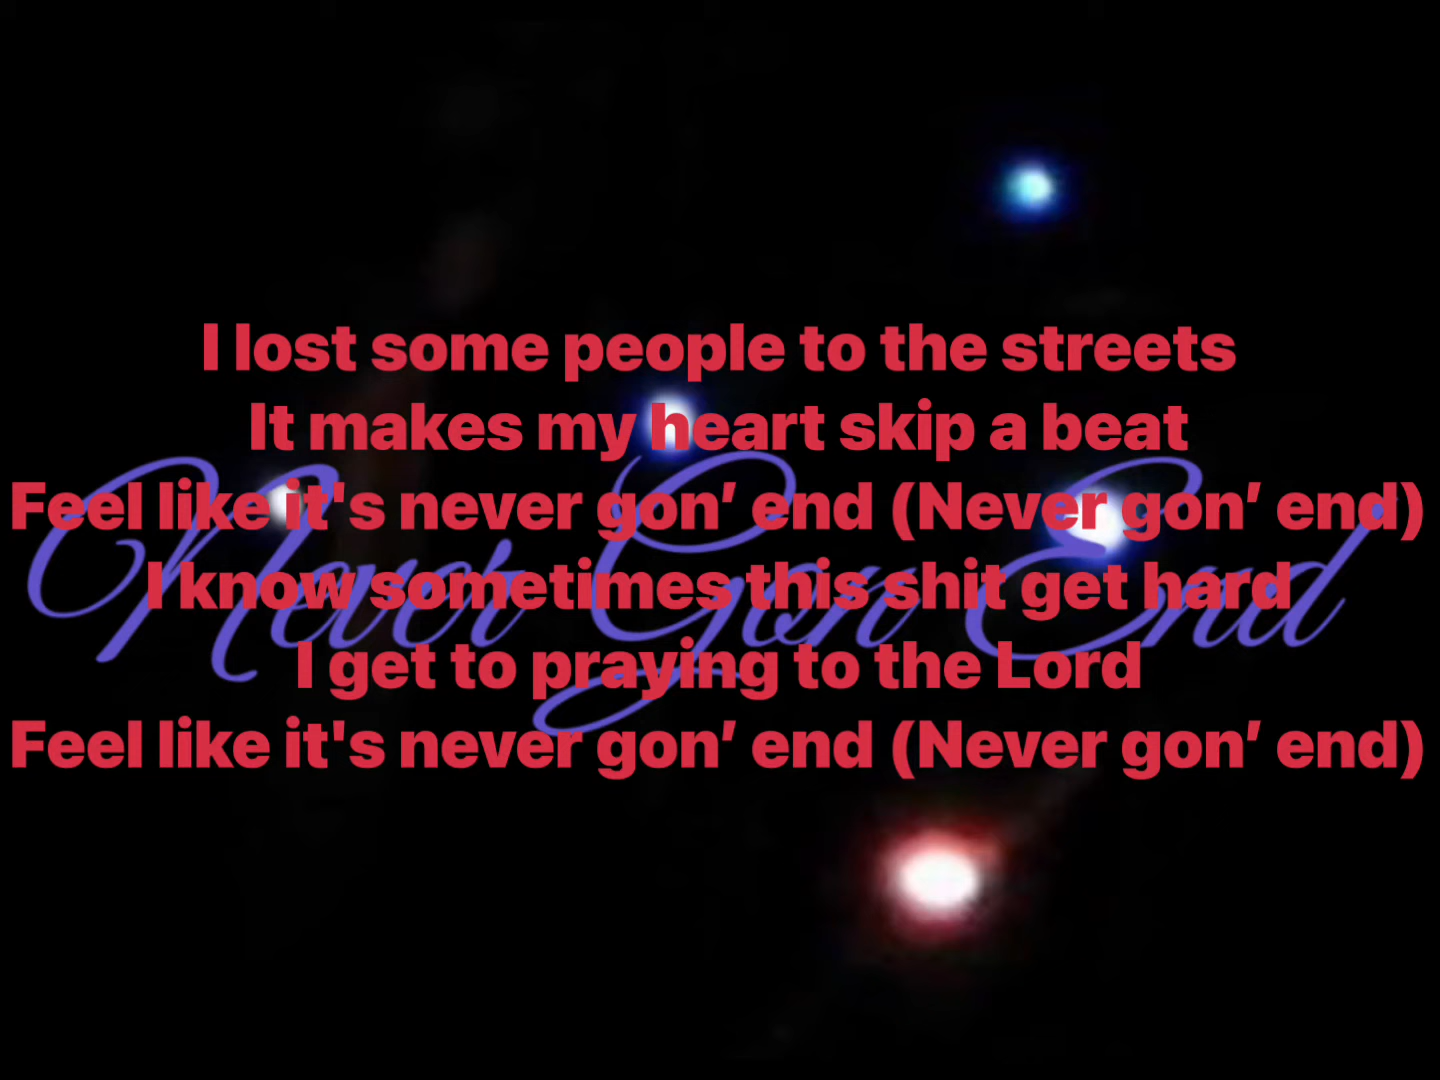 I lost some people to the streets
It makes my heart skip a beat
Feel like it's never gon’ end (Never gon’ end)
Never Gon End
I know sometimes this shit get hard
I get to praying to the Lord
Feel like it's never gon’ end (Never gon’ end)